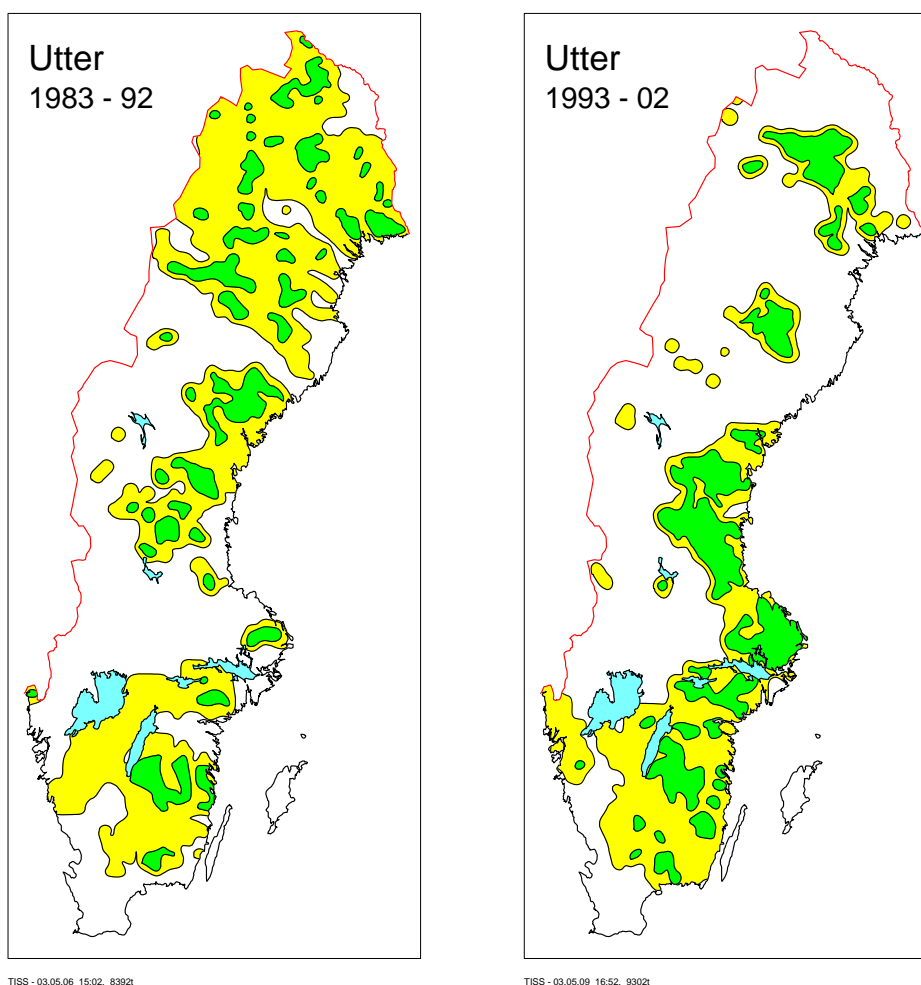 Utter
1983 - 92
Utter
1993 - 02
TISS - 03.05.06 15:02. 8392t
TISS - 03.05.09 16:52. 9302t